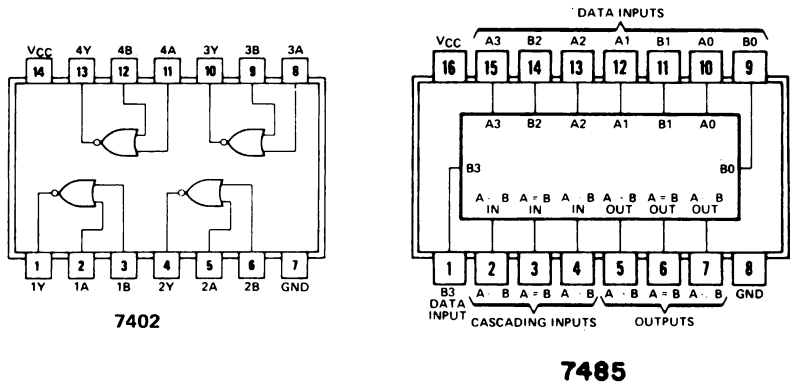 VCC 4Y 4B 4A 3Y 3B 3A
14 13 12 11 10 9 8
1 2 3 4 5 6 7
1Y 1A 1B 2Y 2A 2B GND
7402
DATA INPUTS
VCC A3 B2 A2 A1 B1 A0 B0
16 15 14 13 12 11 10 9
A3 B2 A2 A1 B1 A0
B3 B0
A B A = B A B A B A = B A B
IN IN IN OUT OUT OUT
1 2 3 4 5 6 7 8
B3 A B A = B A B A B A = B A B GND
DATA
INPUT
CASCADING INPUTS OUTPUTS
7485